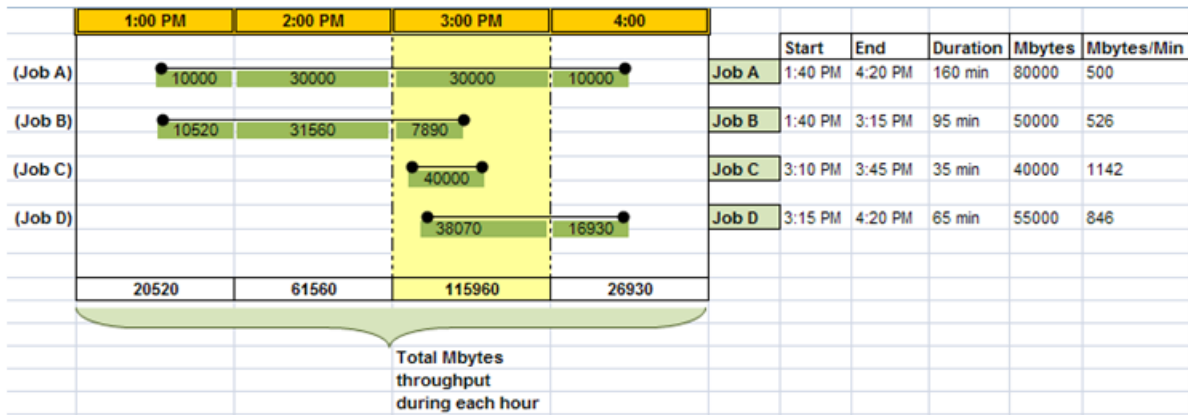 1:00 PM 2:00 PM 3:00 PM 4:00
Start End Duration Mbytes Mbytes/Min
(Job A) 10000 30000 30000 10000 Job A 1:40 PM 4:20 PM 160 min 80000 500
(Job B) 10520 31560 7890 Job B 1:40 PM 3:15 PM 95 min 50000 526
(Job C) 40000 Job C 3:10 PM 3:45 PM 35 min 40000 1142
(Job D) 38070 16930 Job D 3:15 PM 4:20 PM 65 min 55000 846
20520 61560 115960 26930
Total Mbytes
throughput
during each hour